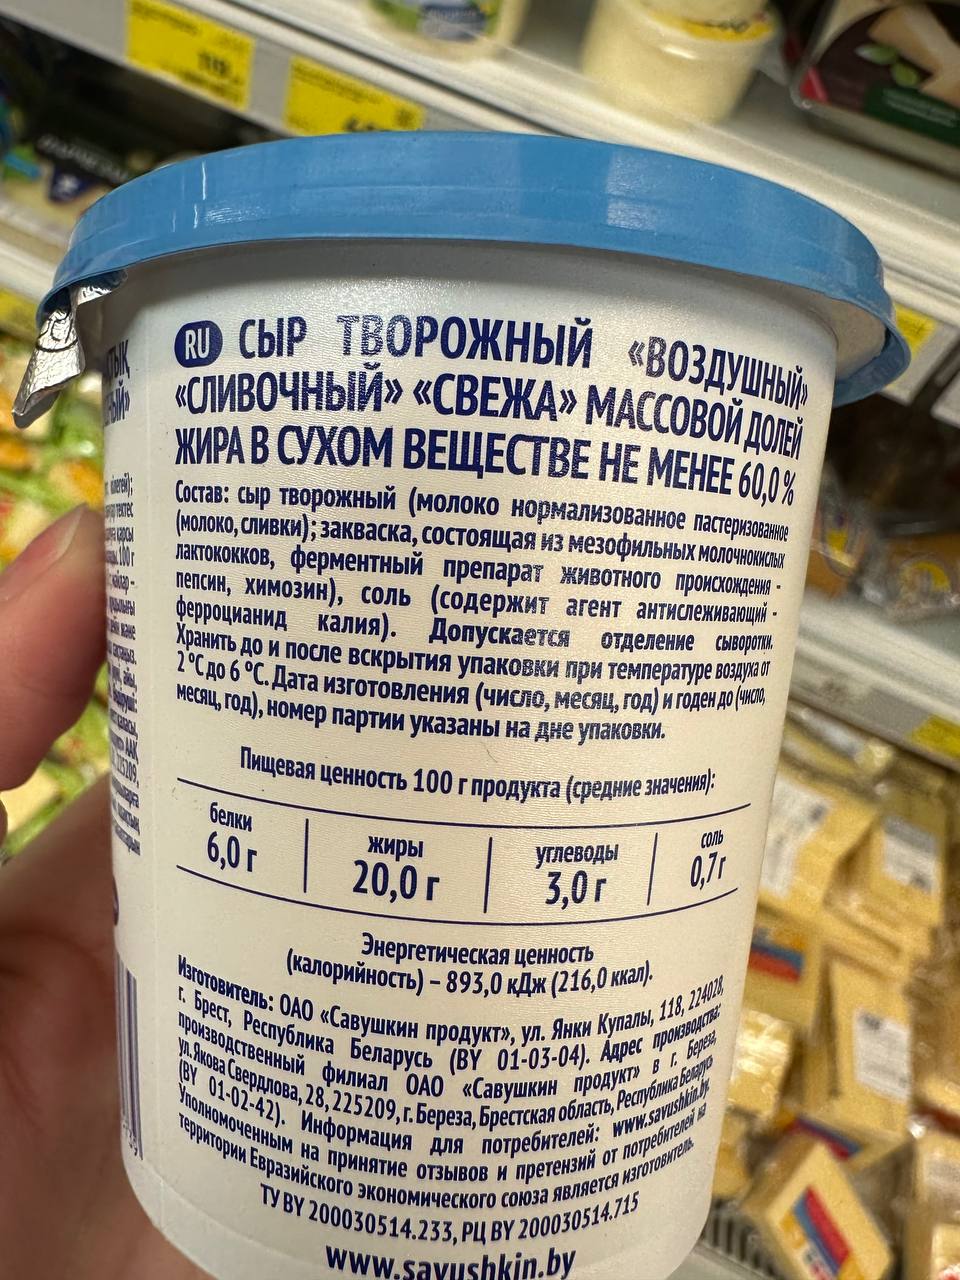 RU СЫР ТВОРОЖНЫЙ «ВОЗДУШНЫЙ»
«СЛИВОЧНЫЙ» «СВЕЖА» МАССОВОЙ ДОЛЕЙ
ЖИРА В СУХОМ ВЕЩЕСТВЕ НЕ МЕНЕЕ 60,0 %
Состав: сыр творожный (молоко нормализованное пастеризованное
(молоко, сливки); закваска, состоящая из мезофильных молочнокислых
лактококков, ферментный препарат животного происхождения -
пепсин, химозин), соль (содержит агент антислеживающий -
ферроцианид калия). Допускается отделение сыворотки.
Хранить до и после вскрытия упаковки при температуре воздуха от
2 °С до 6 °С. Дата изготовления (число, месяц, год) и годен до (число,
месяц, год), номер партии указаны на дне упаковки.
Пищевая ценность 100 г продукта (средние значения):
белки жиры углеводы соль
6,0 г 20,0 г 3,0 г 0,7 г
Энергетическая ценность
(калорийность) – 893,0 кДж (216,0 ккал).
Изготовитель: ОАО «Савушкин продукт», ул. Янки Купалы, 118, 224028,
г. Брест, Республика Беларусь (BY 01-03-04). Адрес производства:
производственный филиал ОАО «Савушкин продукт» в г. Береза,
ул. Якова Свердлова, 28, 225209, г. Береза, Брестская область, Республика Беларусь
(BY 01-02-42). Информация для потребителей: www.savushkin.by.
Уполномоченным на принятие отзывов и претензий от потребителей на
территории Евразийского экономического союза является изготовитель.
ТУ BY 200030514.233, РЦ BY 200030514.715
www.savushkin.by